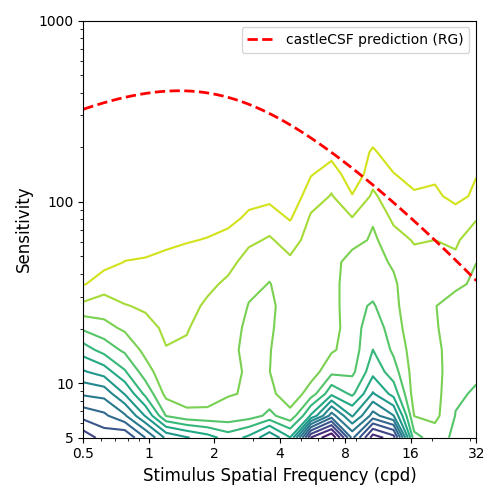 castleCSF prediction (RG)
1000
100
10
5
Sensitivity
0.5 1 2 4 8 16 32
Stimulus Spatial Frequency (cpd)